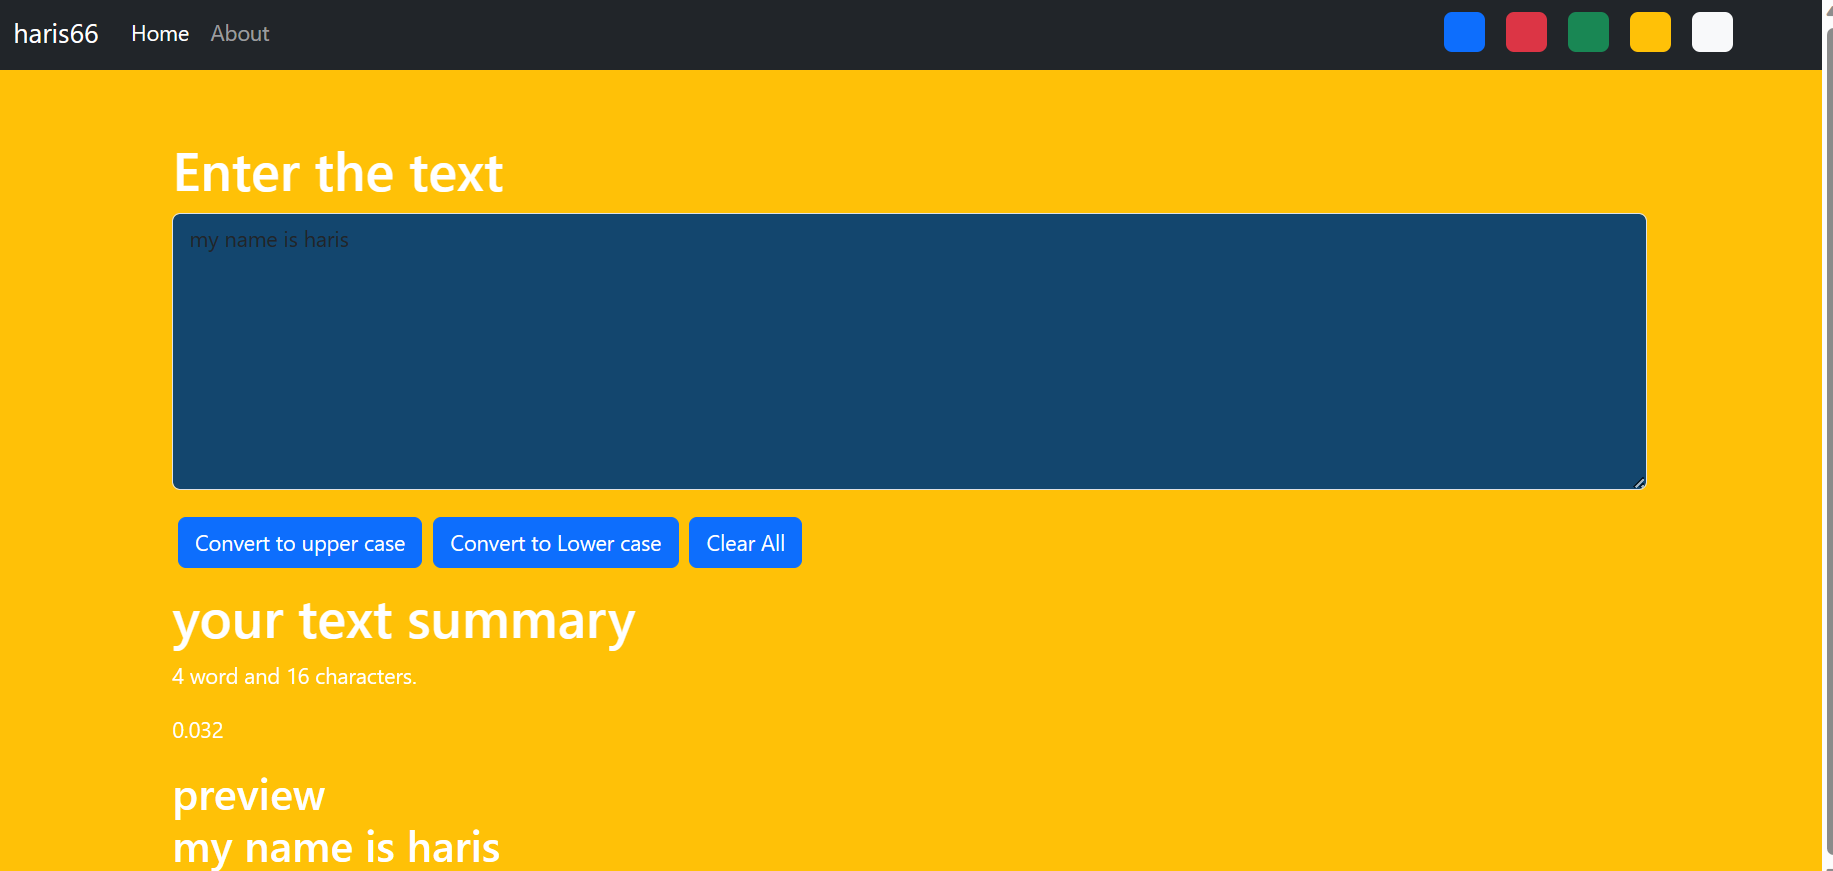 haris66 Home About
Enter the text
my name is haris
Convert to upper case Convert to Lower case Clear All
your text summary
4 word and 16 characters.
0.032
preview
my name is haris